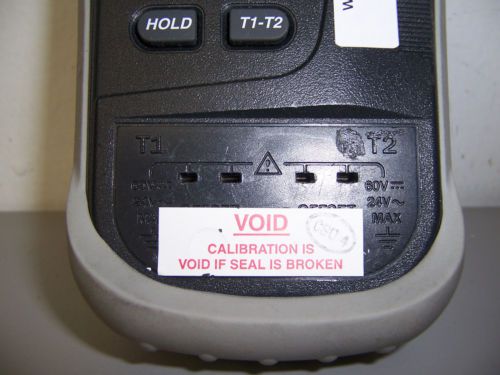 HOLD
T1-T2
W
T1
T2
60V
24V~
MAX
VOID
CALIBRATION IS
VOID IF SEAL IS BROKEN